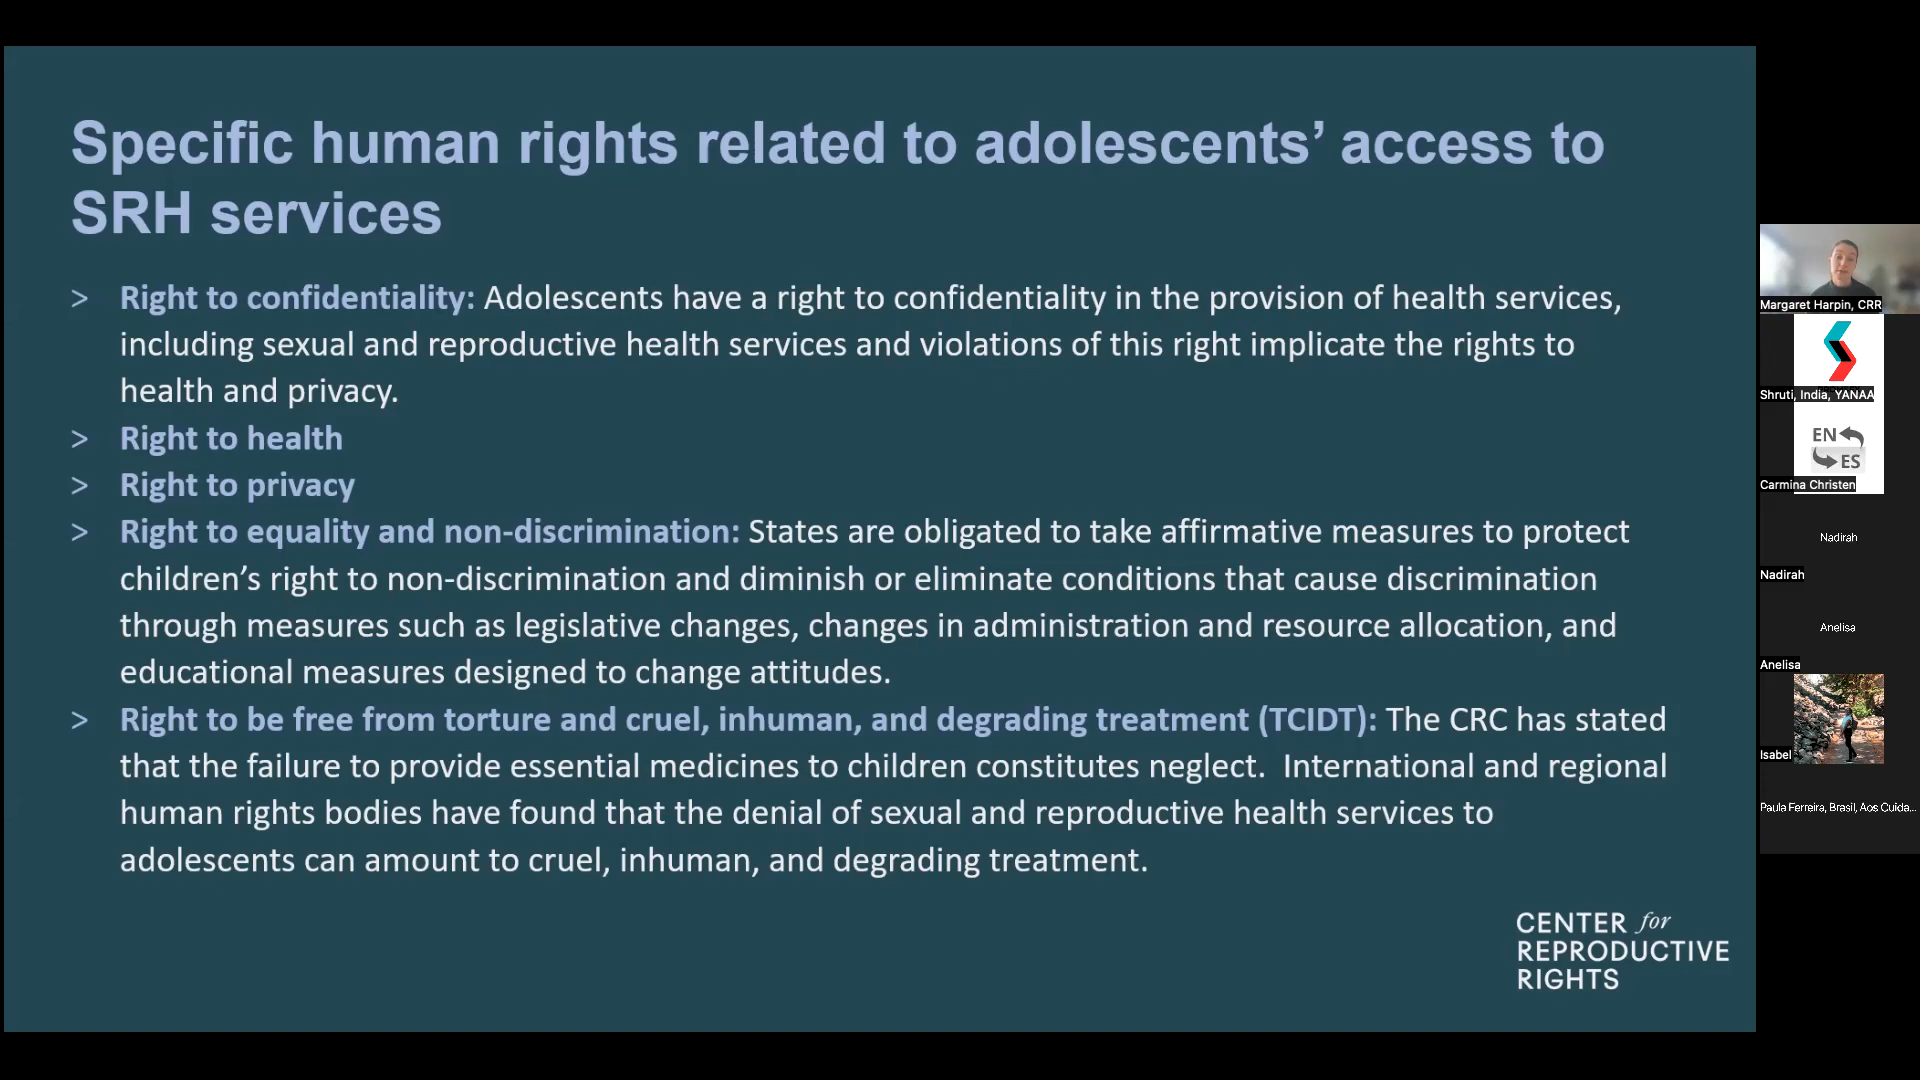 Specific human rights related to adolescents’ access to
SRH services
> Right to confidentiality: Adolescents have a right to confidentiality in the provision of health services,
including sexual and reproductive health services and violations of this right implicate the rights to
health and privacy.
> Right to health
> Right to privacy
> Right to equality and non-discrimination: States are obligated to take affirmative measures to protect
children’s right to non-discrimination and diminish or eliminate conditions that cause discrimination
through measures such as legislative changes, changes in administration and resource allocation, and
educational measures designed to change attitudes.
> Right to be free from torture and cruel, inhuman, and degrading treatment (TCIDT): The CRC has stated
that the failure to provide essential medicines to children constitutes neglect.  International and regional
human rights bodies have found that the denial of sexual and reproductive health services to
adolescents can amount to cruel, inhuman, and degrading treatment.
CENTER for
REPRODUCTIVE
RIGHTS
Margaret Harpin, CRR
Shruti, India, YANAA
EN
ES
Carmina Christen
Nadirah
Nadirah
Anelisa
Anelisa
Isabel
Paula Ferreira, Brasil, Aos Cuida...